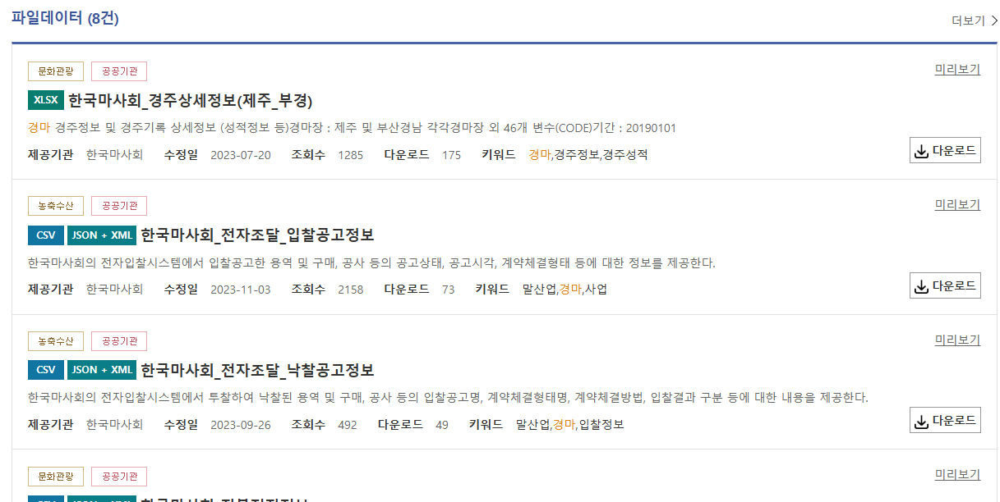 파일데이터 (8건)
더보기
문화관광 공공기관
미리보기
XLSX 한국마사회_경주상세정보(제주_부경)
경마 경주정보 및 경주기록 상세정보 (성적정보 등)경마장 : 제주 및 부산경남 각각경마장 외 46개 변수(CODE)기간 : 20190101
제공기관 한국마사회 수정일 2023-07-20 조회수 1285 다운로드 175 키워드 경마,경주정보,경주성적
다운로드
농축수산 공공기관
미리보기
CSV JSON + XML 한국마사회_전자조달_입찰공고정보
한국마사회의 전자입찰시스템에서 입찰공고한 용역 및 구매, 공사 등의 공고상태, 공고시각, 계약체결형태 등에 대한 정보를 제공한다.
제공기관 한국마사회 수정일 2023-11-03 조회수 2158 다운로드 73 키워드 말산업,경마,사업
다운로드
농축수산 공공기관
미리보기
CSV JSON + XML 한국마사회_전자조달_낙찰공고정보
한국마사회의 전자입찰시스템에서 투찰하여 낙찰된 용역 및 구매, 공사 등의 입찰공고명, 계약체결형태명, 계약체결방법, 입찰결과 구분 등에 대한 내용을 제공한다.
제공기관 한국마사회 수정일 2023-09-26 조회수 492 다운로드 49 키워드 말산업,경마,입찰정보
다운로드
문화관광 공공기관
미리보기